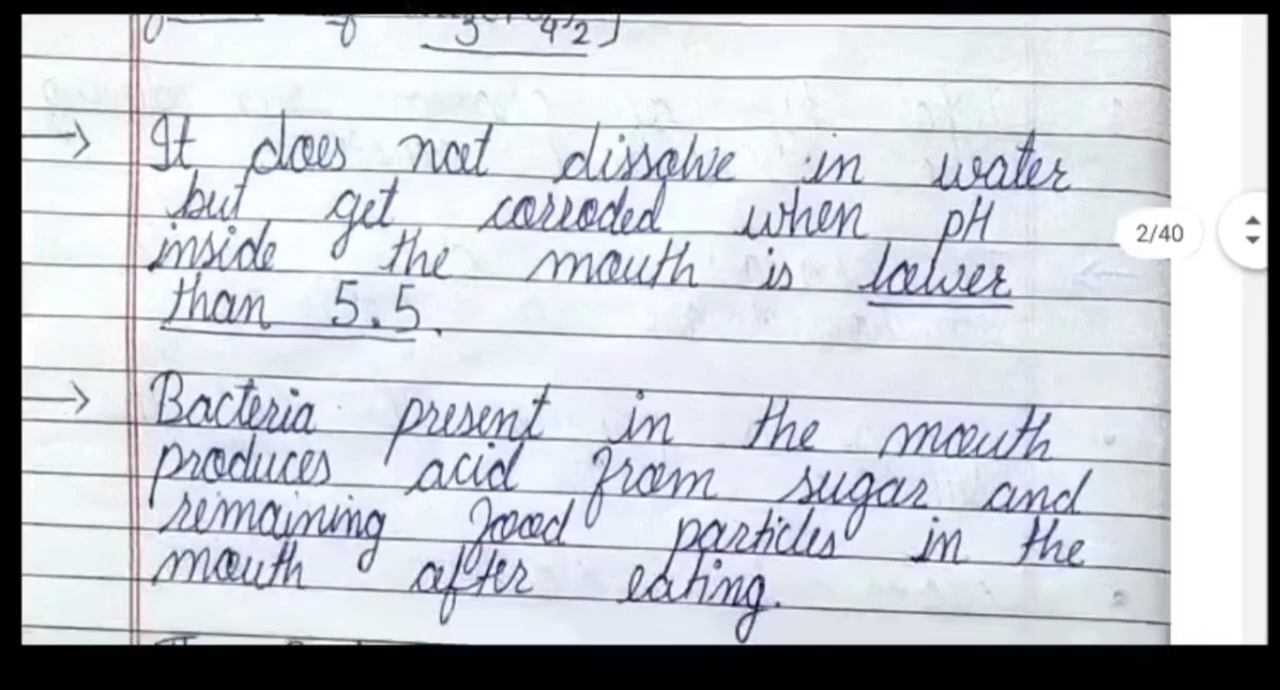 It does not dissolve in water
but get corroded when pH
inside the mouth is lower
than 5.5.
2/40
Bacteria present in the mouth
produces acid from sugar and
remaining food particles in the
mouth after eating.